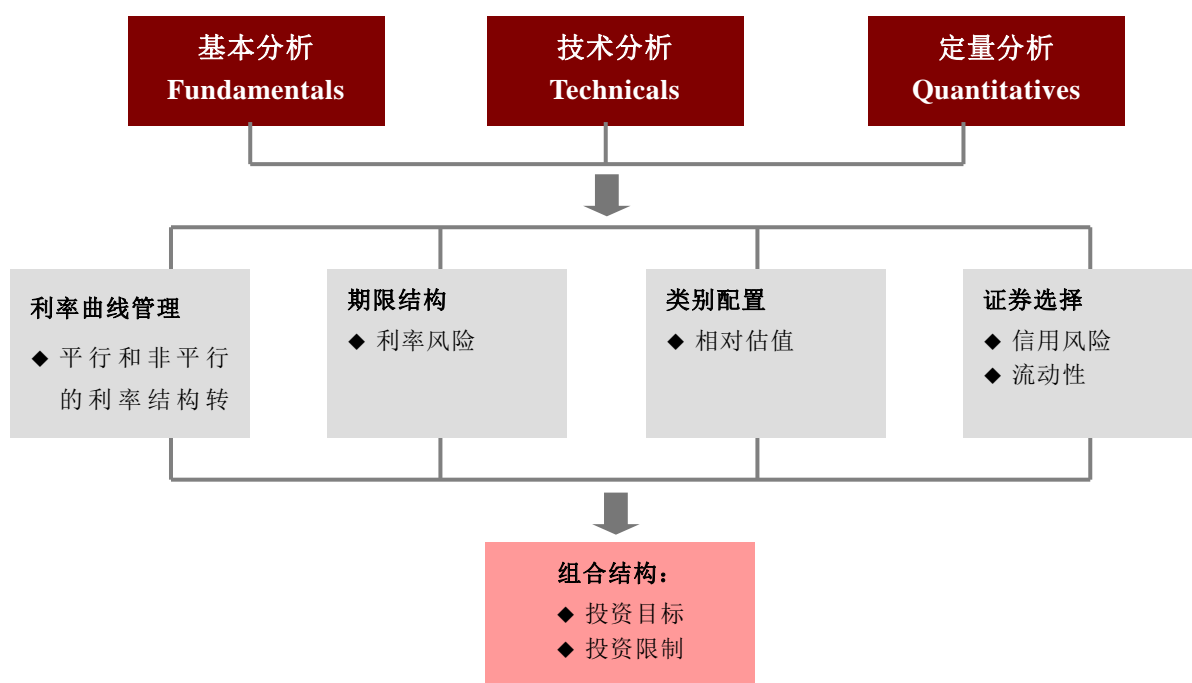 基本分析
Fundamentals
技术分析
Technicals
定量分析
Quantitatives
利率曲线管理
◆ 平行和非平行
的利率结构转
期限结构
◆ 利率风险
类别配置
◆ 相对估值
证券选择
◆ 信用风险
◆ 流动性
组合结构：
◆ 投资目标
◆ 投资限制